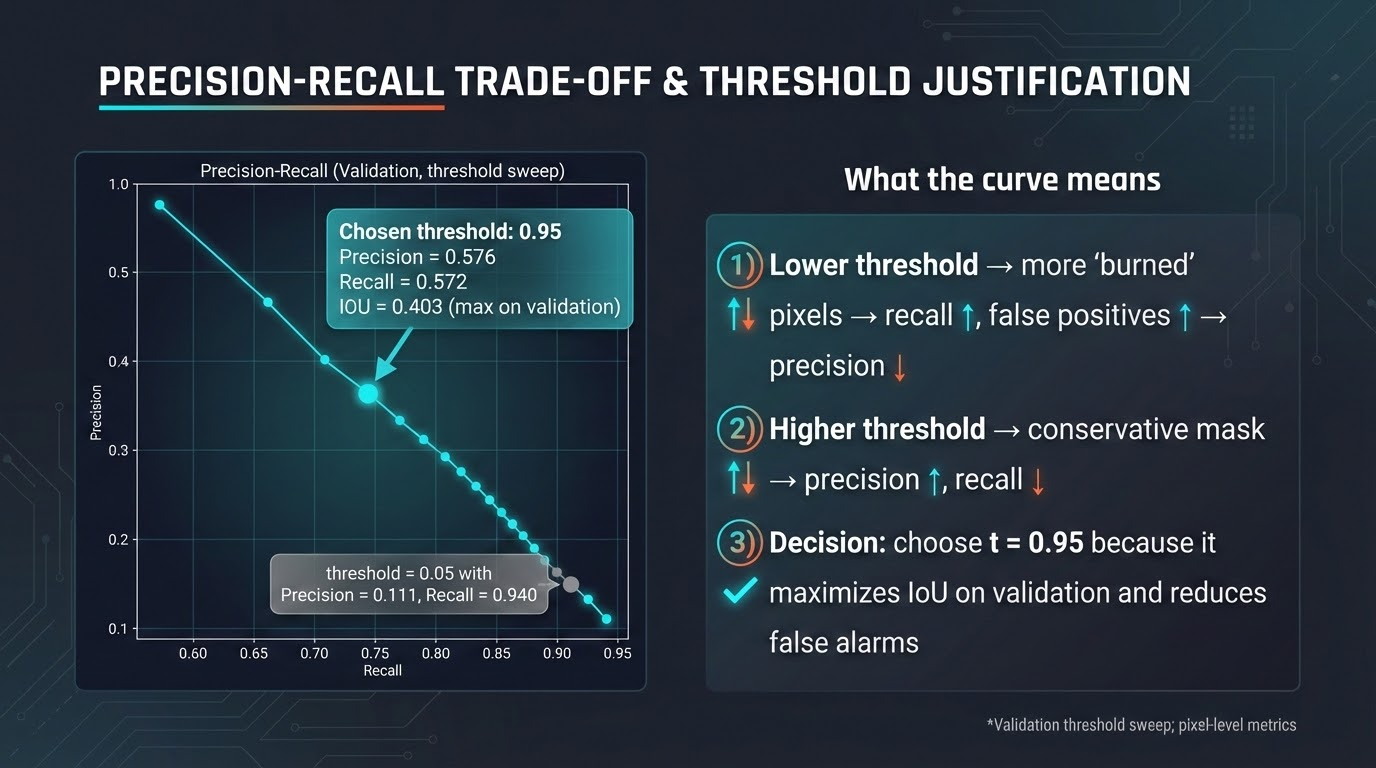 PRECISION-RECALL TRADE-OFF & THRESHOLD JUSTIFICATION
Precision-Recall (Validation, threshold sweep)
1.0
0.5
0.4
0.3
0.2
0.1
Precision
Chosen threshold: 0.95
Precision = 0.576
Recall = 0.572
IOU = 0.403 (max on validation)
threshold = 0.05 with
Precision = 0.111, Recall = 0.940
0.60 0.65 0.70 0.75 0.80 0.85 0.90 0.95
Recall
What the curve means
1) Lower threshold → more ‘burned’
↑↓ pixels → recall ↑, false positives ↑ →
precision ↓
2) Higher threshold → conservative mask
↑↓ → precision ↑, recall ↓
3) Decision: choose t = 0.95 because it
✓ maximizes IoU on validation and reduces
false alarms
*Validation threshold sweep; pixel-level metrics